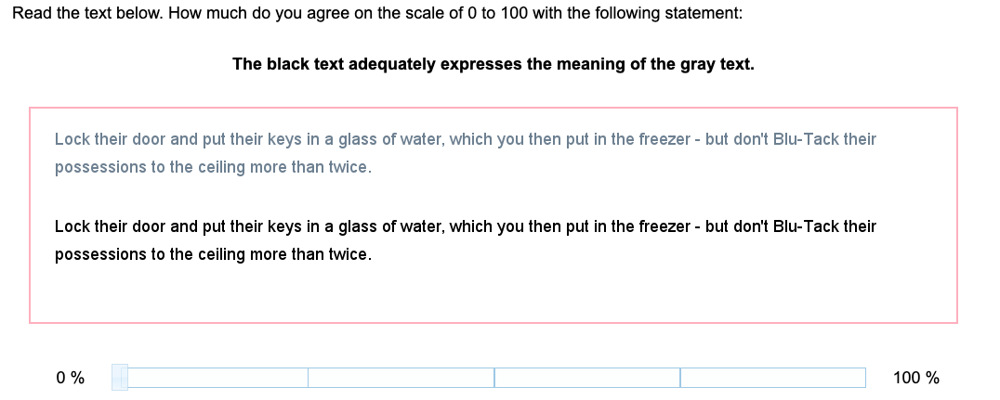 Read the text below. How much do you agree on the scale of 0 to 100 with the following statement:
The black text adequately expresses the meaning of the gray text.
Lock their door and put their keys in a glass of water, which you then put in the freezer - but don't Blu-Tack their
possessions to the ceiling more than twice.
Lock their door and put their keys in a glass of water, which you then put in the freezer - but don't Blu-Tack their
possessions to the ceiling more than twice.
0 % 100 %